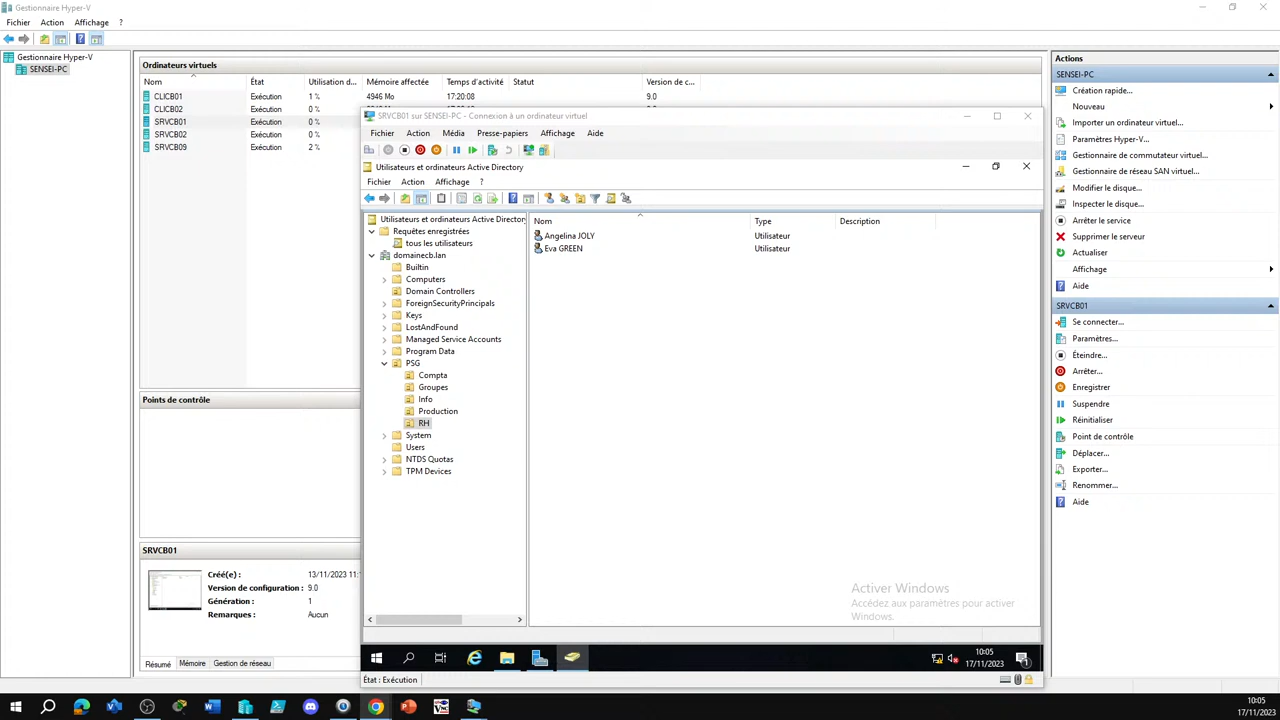 Gestionnaire Hyper-V
Fichier Action Affichage ?
Gestionnaire Hyper-V
SENSEI-PC
Ordinateurs virtuels
Nom État Utilisation d... Mémoire affectée Temps d'activité Statut Version de c...
CLICB01 Exécution 1 % 4946 Mo 17:20:08 9.0
CLICB02 Exécution 0 %
SRVCB01 Exécution 0 %
SRVCB02 Exécution 0 %
SRVCB09 Exécution 2 %
Points de contrôle
SRVCB01
Créé(e) : 13/11/2023 11:1
Version de configuration : 9.0
Génération : 1
Remarques : Aucun
Résumé Mémoire Gestion de réseau
SRVCB01 sur SENSEI-PC - Connexion à un ordinateur virtuel
Fichier Action Média Presse-papiers Affichage Aide
Utilisateurs et ordinateurs Active Directory
Fichier Action Affichage ?
Utilisateurs et ordinateurs Active Directory
Requêtes enregistrées
tous les utilisateurs
domainecb.lan
Builtin
Computers
Domain Controllers
ForeignSecurityPrincipals
Keys
LostAndFound
Managed Service Accounts
Program Data
PSG
Compta
Groupes
Info
Production
RH
System
Users
NTDS Quotas
TPM Devices
Nom Type Description
Angelina JOLY Utilisateur
Eva GREEN Utilisateur
Activer Windows
Accédez aux paramètres pour activer
Windows.
10:05
17/11/2023
1
État : Exécution
Actions
SENSEI-PC
Création rapide...
Nouveau
Importer un ordinateur virtuel...
Paramètres Hyper-V...
Gestionnaire de commutateur virtuel...
Gestionnaire de réseau SAN virtuel...
Modifier le disque...
Inspecter le disque...
Arrêter le service
Supprimer le serveur
Actualiser
Affichage
Aide
SRVCB01
Se connecter...
Paramètres...
Éteindre...
Arrêter...
Enregistrer
Suspendre
Réinitialiser
Point de contrôle
Déplacer...
Exporter...
Renommer...
Aide
10:05
17/11/2023